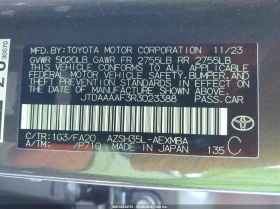 MFD. BY: TOYOTA MOTOR CORPORATION 11/23
GVWR 5020LB GAWR FR 2755LB RR 2755LB
THIS VEHICLE CONFORMS TO ALL APPLICABLE
FEDERAL MOTOR VEHICLE SAFETY, BUMPER, AND
THEFT PREVENTION STANDARDS IN EFFECT ON
THE DATE OF MANUFACTURE SHOWN ABOVE.
JTDAAAAF3R3023388 PASS.CAR
C/TR:1G3/FA20 AZSH35L-AEXMBA
MADE IN JAPAN 135 C